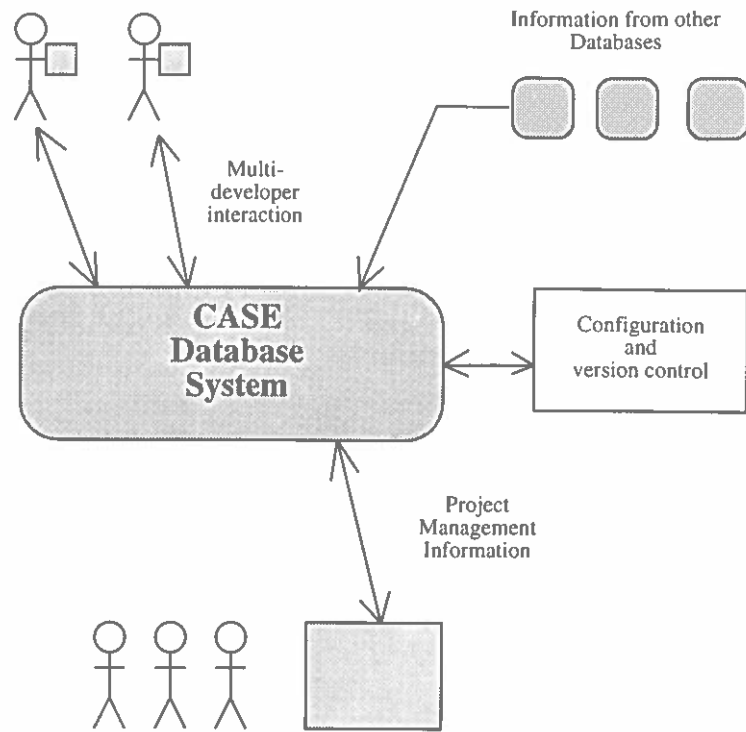 Information from other
Databases
Multi-
developer
interaction
CASE
Database
System
Configuration
and
version control
Project
Management
Information